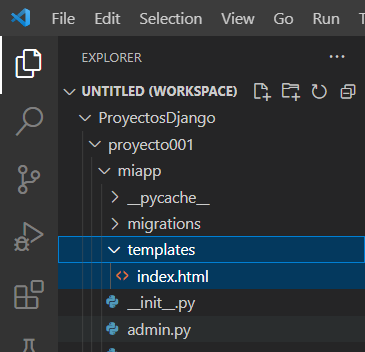 File Edit Selection View Go Run T
EXPLORER ...
UNTITLED (WORKSPACE)
ProyectosDjango
proyecto001
miapp
__pycache__
migrations
templates
index.html
__init__.py
admin.py